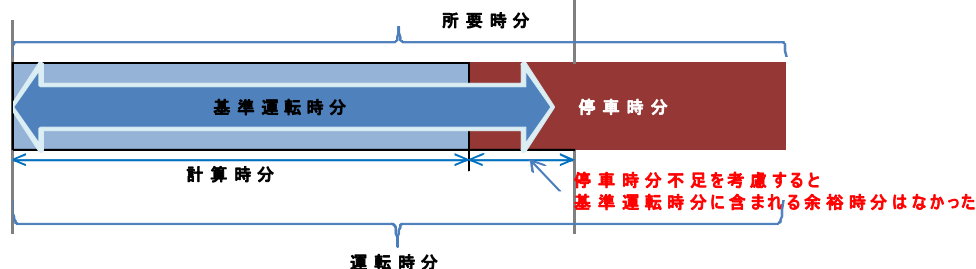 所要時分
基準運転時分
停車時分
計算時分
停車時分不足を考慮すると
基準運転時分に含まれる余裕時分はなかった
運転時分